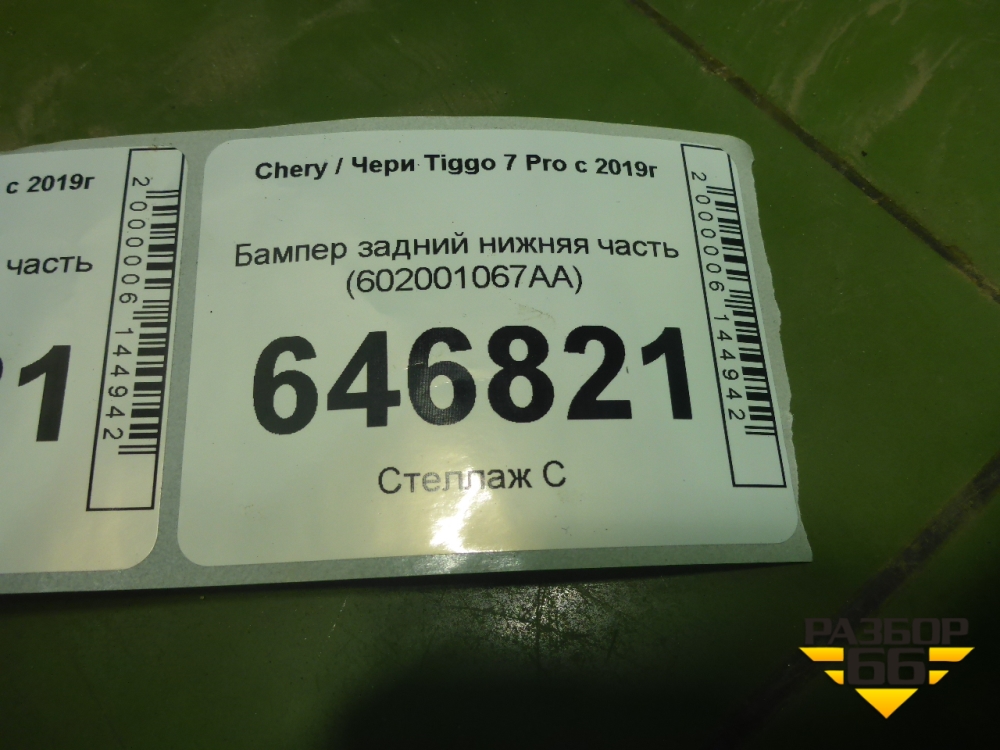 с 2019г
часть
1
2000006144942
Chery / Чери Tiggo 7 Pro с 2019г
Бампер задний нижняя часть
(602001067AA)
646821
Стеллаж С
2000006144942
РАЗБОР
66